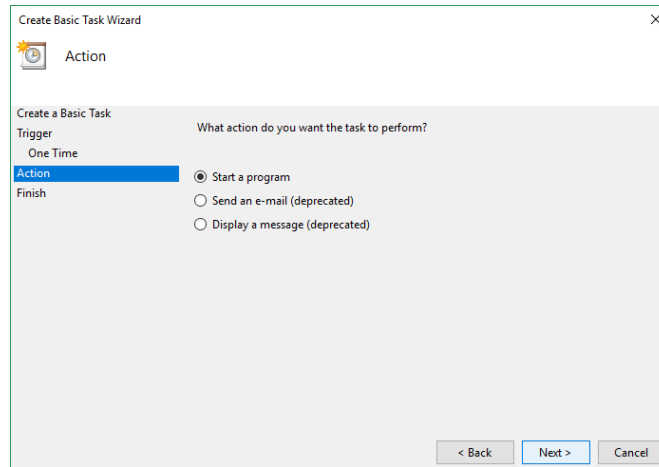 Create Basic Task Wizard
Action
Create a Basic Task
Trigger
One Time
Action
Finish
What action do you want the task to perform?
Start a program
Send an e-mail (deprecated)
Display a message (deprecated)
< Back
Next >
Cancel